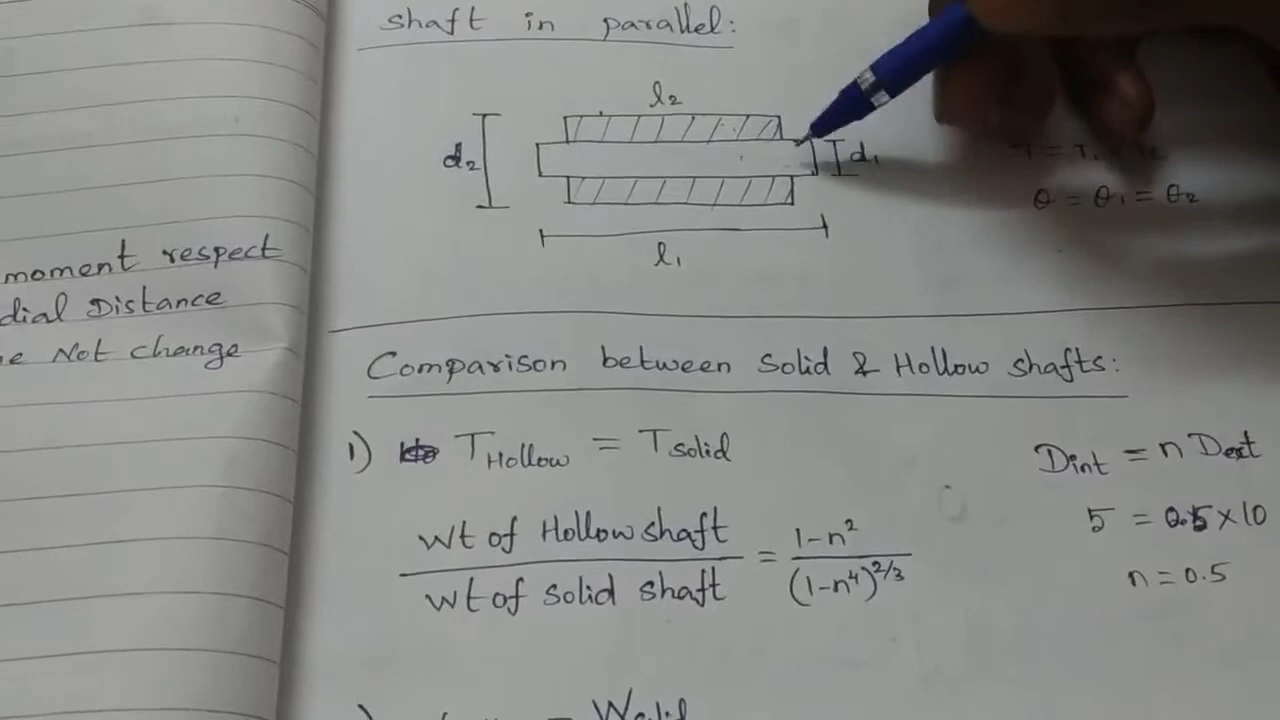 moment respect
dial Distance
e Not change
shaft in parallel:
l2
d2
d1
θ = θ1 = θ2
l1
Comparison between Solid & Hollow shafts:
1) THollow = Tsolid
Dint = n Dext
wt of Hollow shaft / wt of solid shaft = 1-n² / (1-n⁴)^2/3
5 = 0.5 × 10
n = 0.5